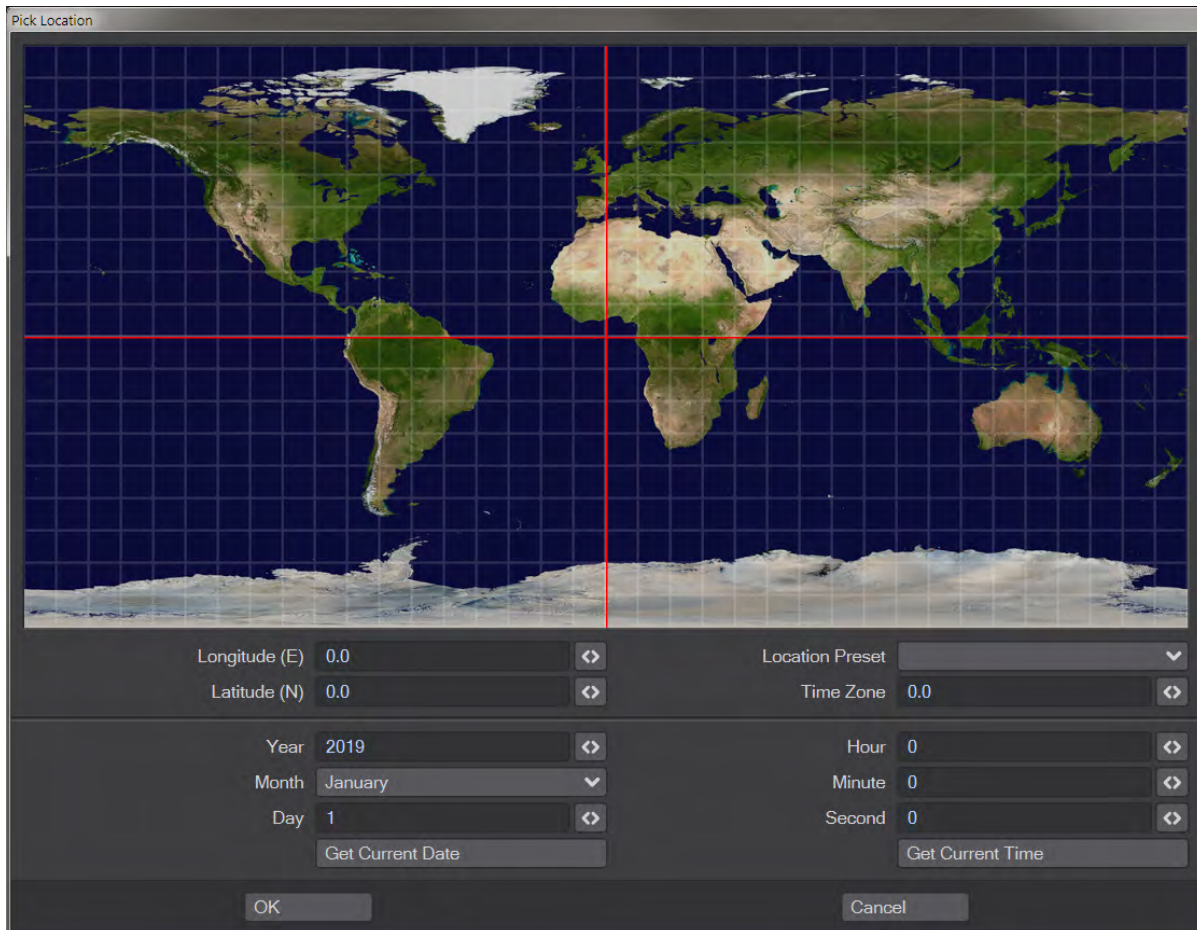 Pick Location
Longitude (E) 0.0 Location Preset
Latitude (N) 0.0 Time Zone 0.0
Year 2019 Hour 0
Month January Minute 0
Day 1 Second 0
Get Current Date Get Current Time
OK Cancel